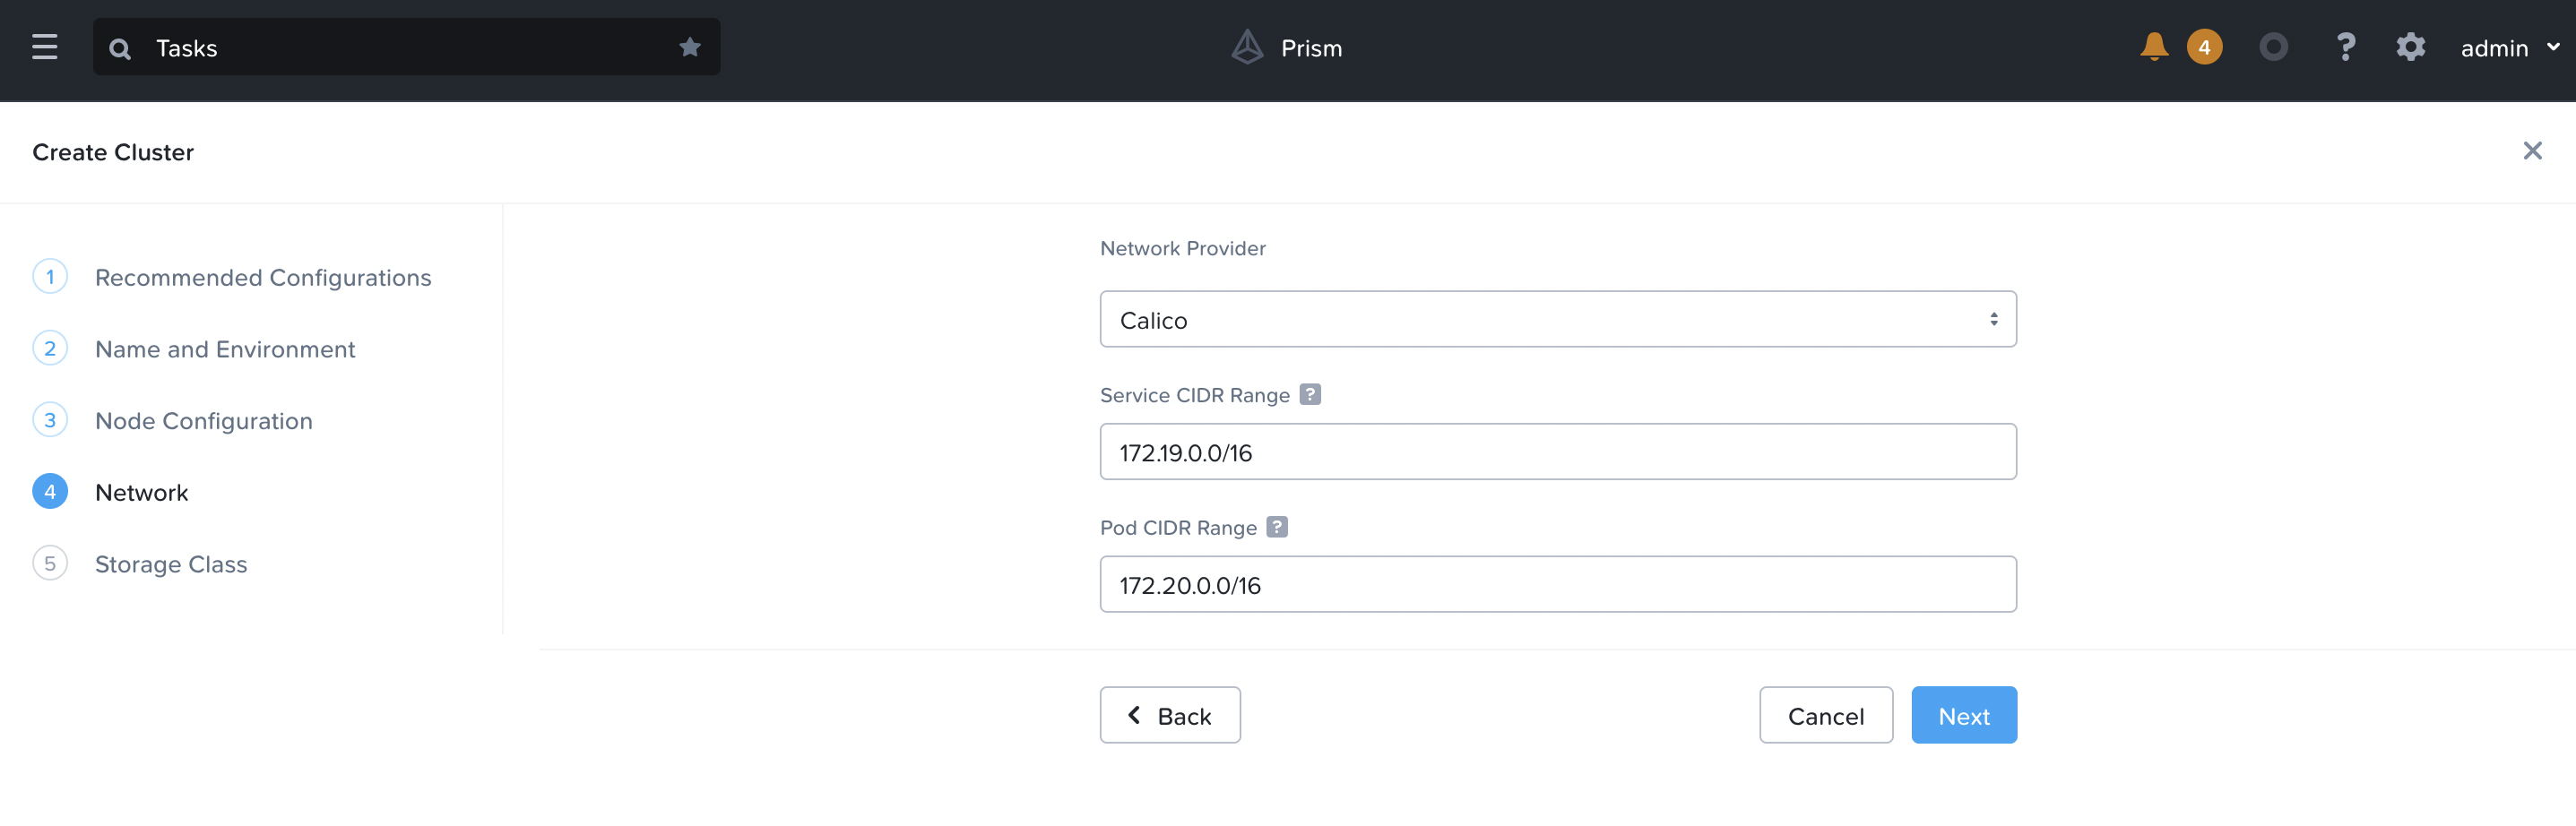 Tasks
Prism
4
?
admin
Create Cluster
1 Recommended Configurations
2 Name and Environment
3 Node Configuration
4 Network
5 Storage Class
Network Provider
Calico
Service CIDR Range ?
172.19.0.0/16
Pod CIDR Range ?
172.20.0.0/16
Back
Cancel
Next